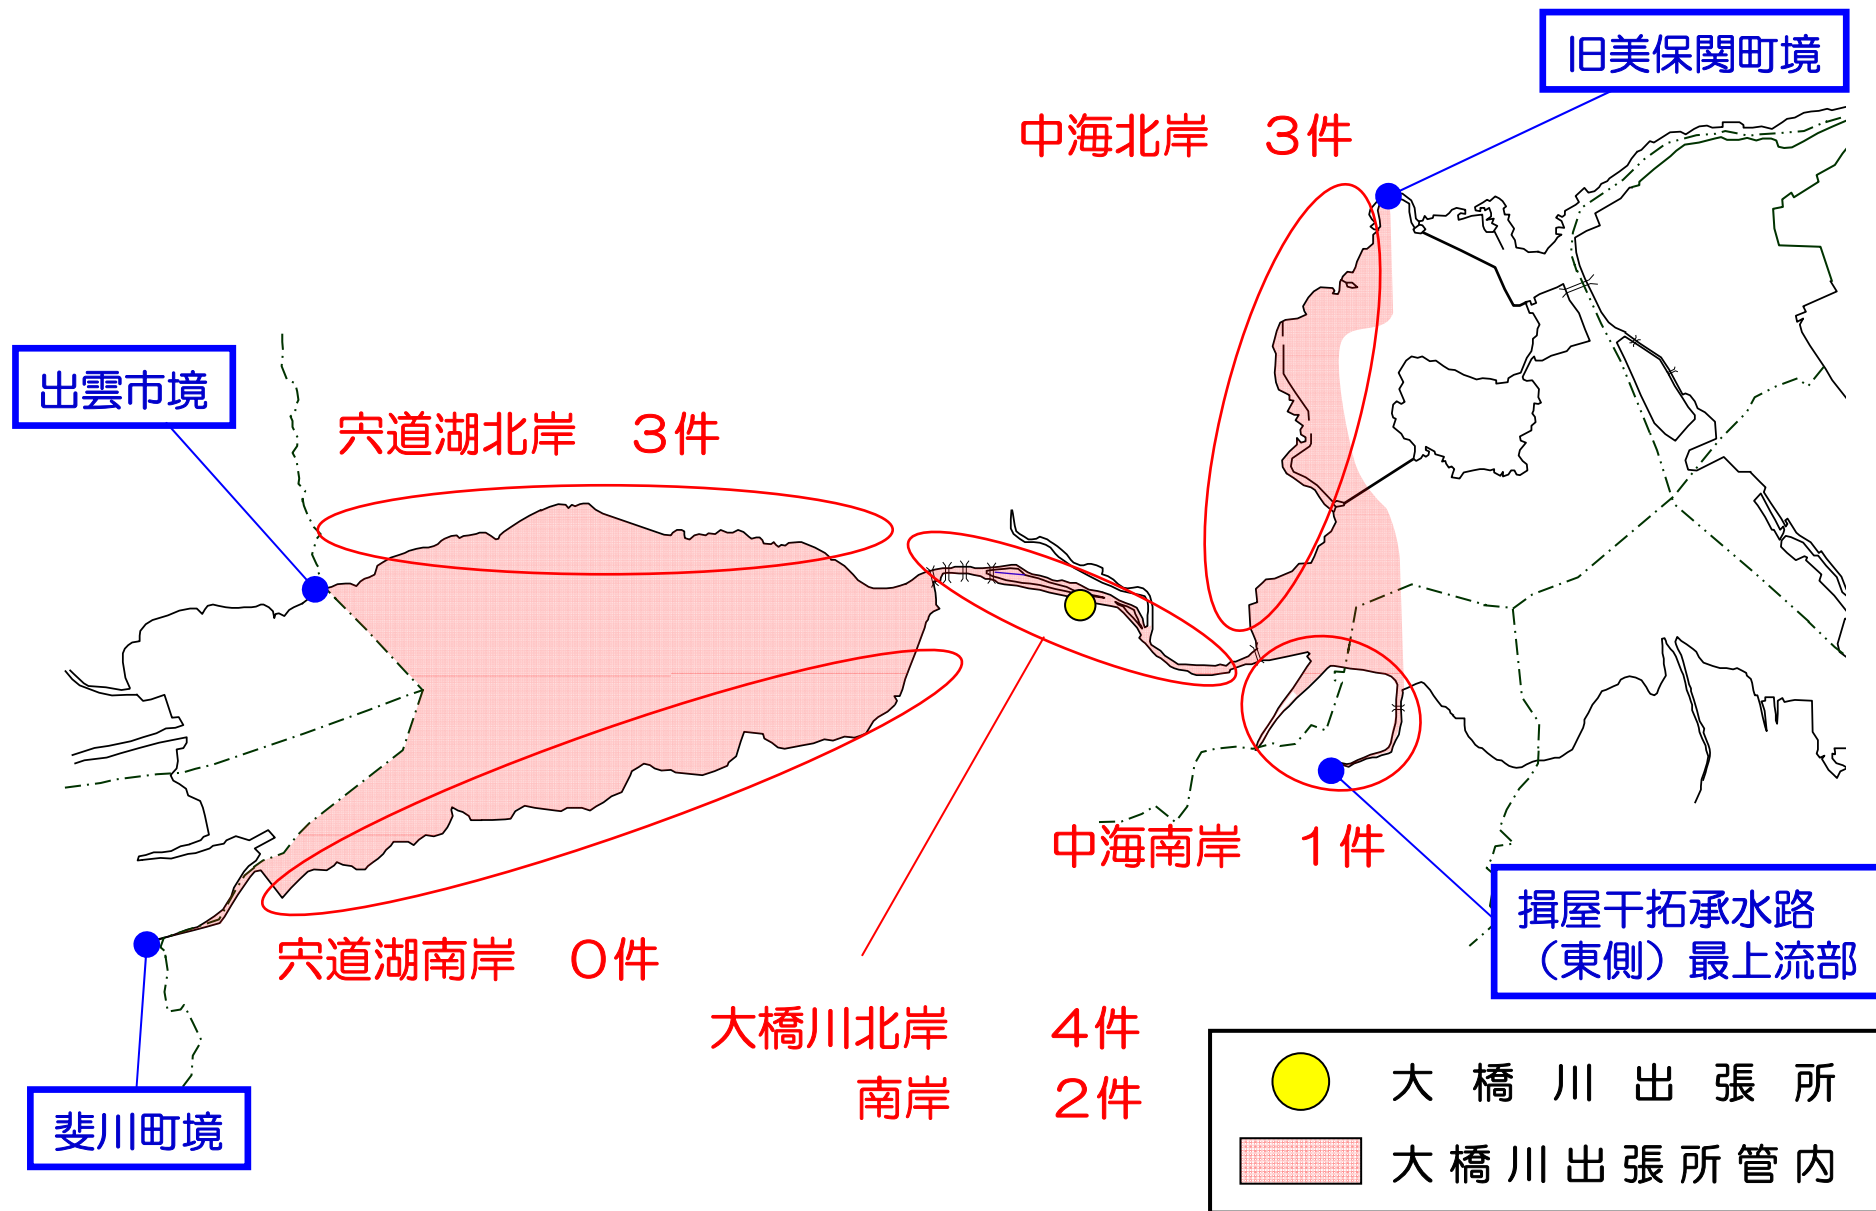 旧美保関町境
中海北岸　3件
出雲市境
宍道湖北岸　3件
中海南岸　1件
揖屋干拓承水路
（東側）最上流部
宍道湖南岸　0件
大橋川北岸　4件
南岸　2件
斐川町境
大橋川出張所
大橋川出張所管内